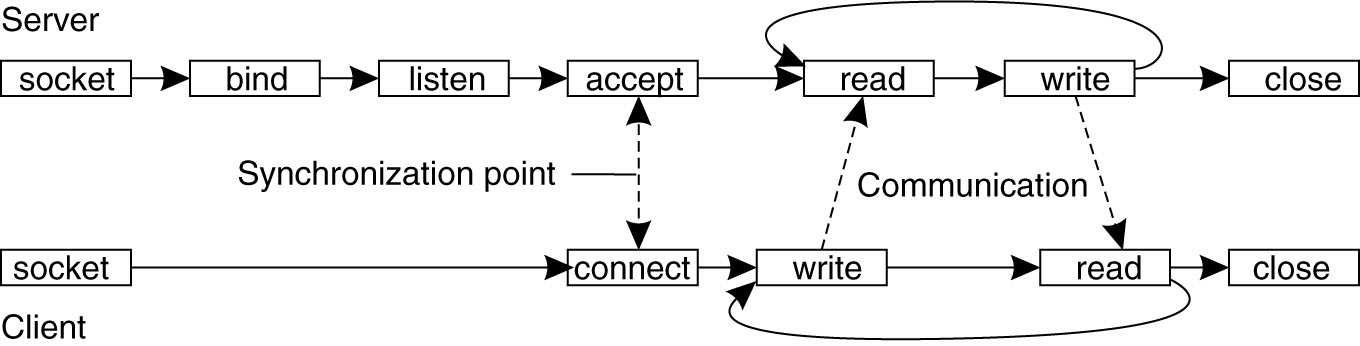 Server
socket bind listen accept read write close
Synchronization point
Communication
socket connect write read close
Client